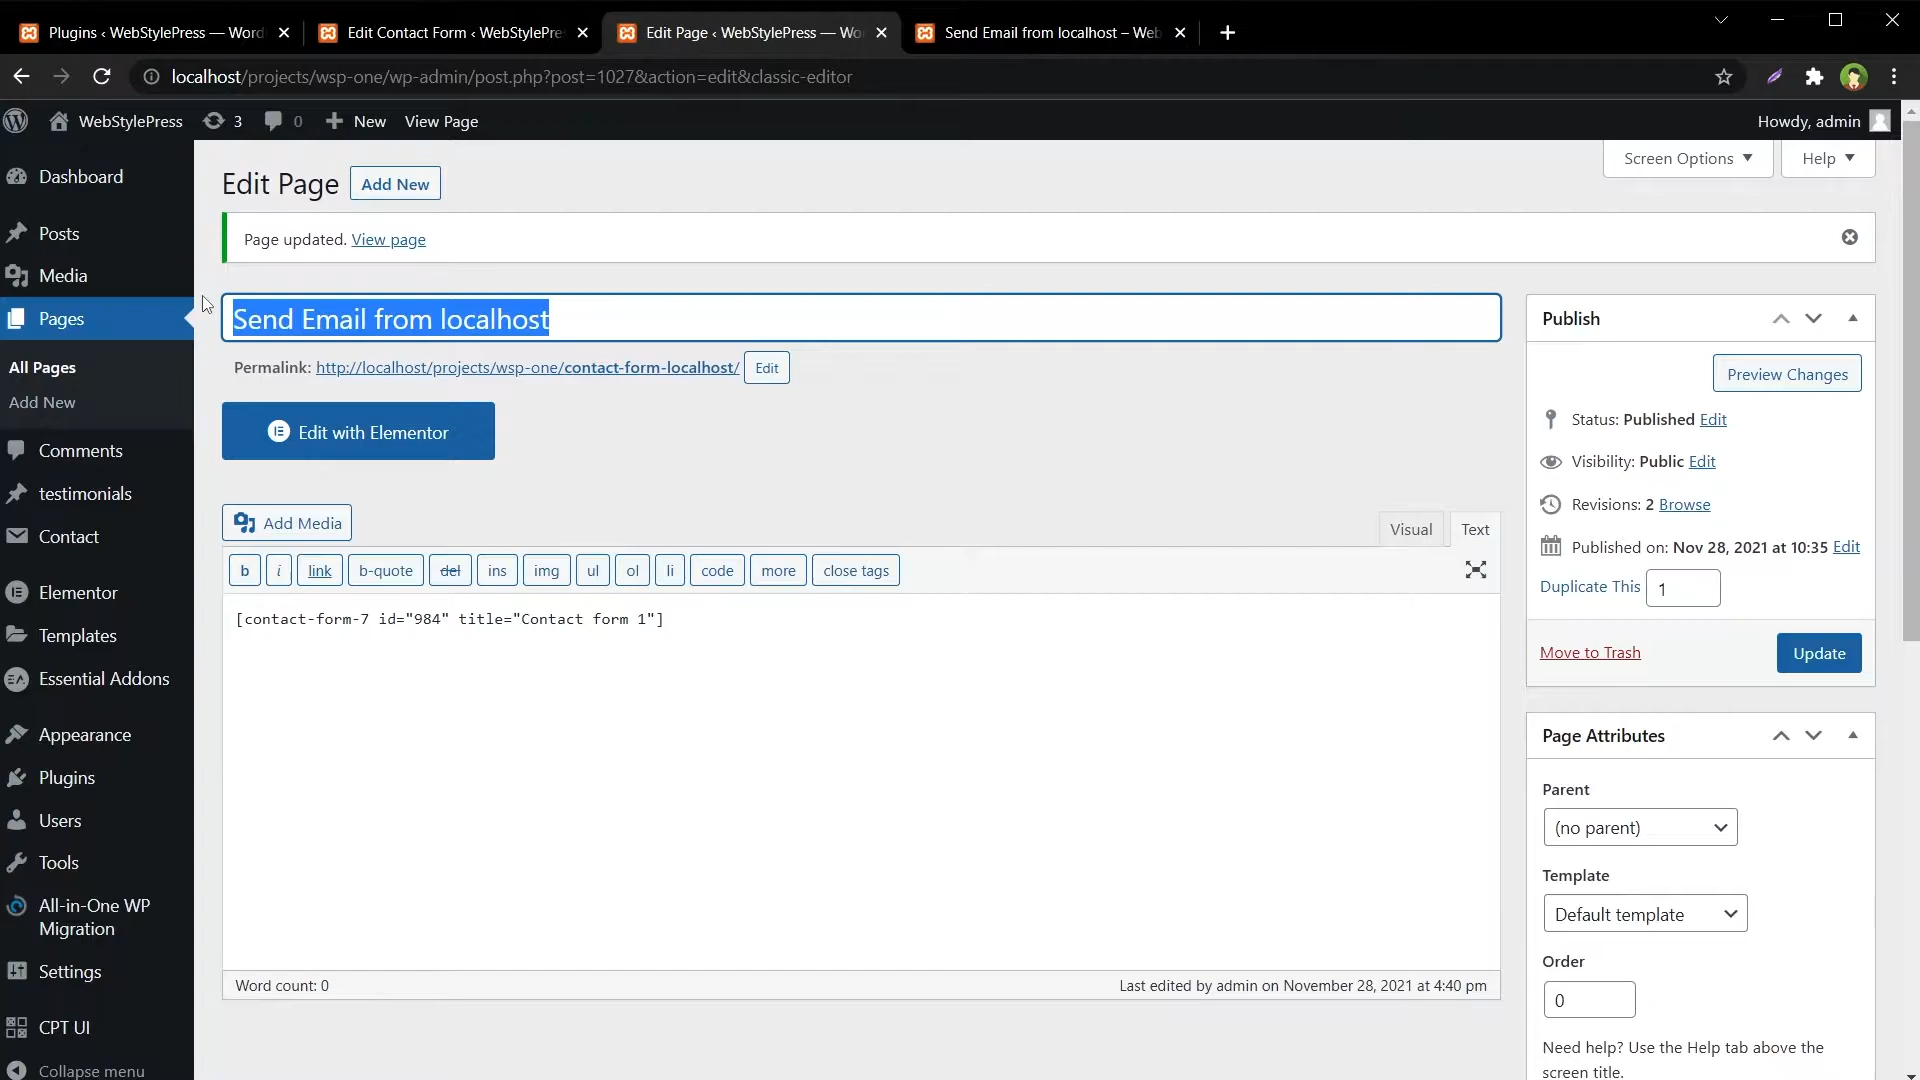 Plugins ‹ WebStylePress — Word
Edit Contact Form ‹ WebStylePre
Edit Page ‹ WebStylePress — Wo
Send Email from localhost – Web
localhost/projects/wsp-one/wp-admin/post.php?post=1027&action=edit&classic-editor
WebStylePress
3
0
New
View Page
Howdy, admin
Dashboard
Posts
Media
Pages
All Pages
Add New
Comments
testimonials
Contact
Elementor
Templates
Essential Addons
Appearance
Plugins
Users
Tools
All-in-One WP
Migration
Settings
CPT UI
Collapse menu
Screen Options
Help
Edit Page
Add New
Page updated. View page
Send Email from localhost
Permalink: http://localhost/projects/wsp-one/contact-form-localhost/ Edit
Edit with Elementor
Add Media
Visual
Text
b
i
link
b-quote
del
ins
img
ul
ol
li
code
more
close tags
[contact-form-7 id="984" title="Contact form 1"]
Word count: 0
Last edited by admin on November 28, 2021 at 4:40 pm
Publish
Preview Changes
Status: Published Edit
Visibility: Public Edit
Revisions: 2 Browse
Published on: Nov 28, 2021 at 10:35 Edit
Duplicate This 1
Move to Trash
Update
Page Attributes
Parent
(no parent)
Template
Default template
Order
0
Need help? Use the Help tab above the
screen title.